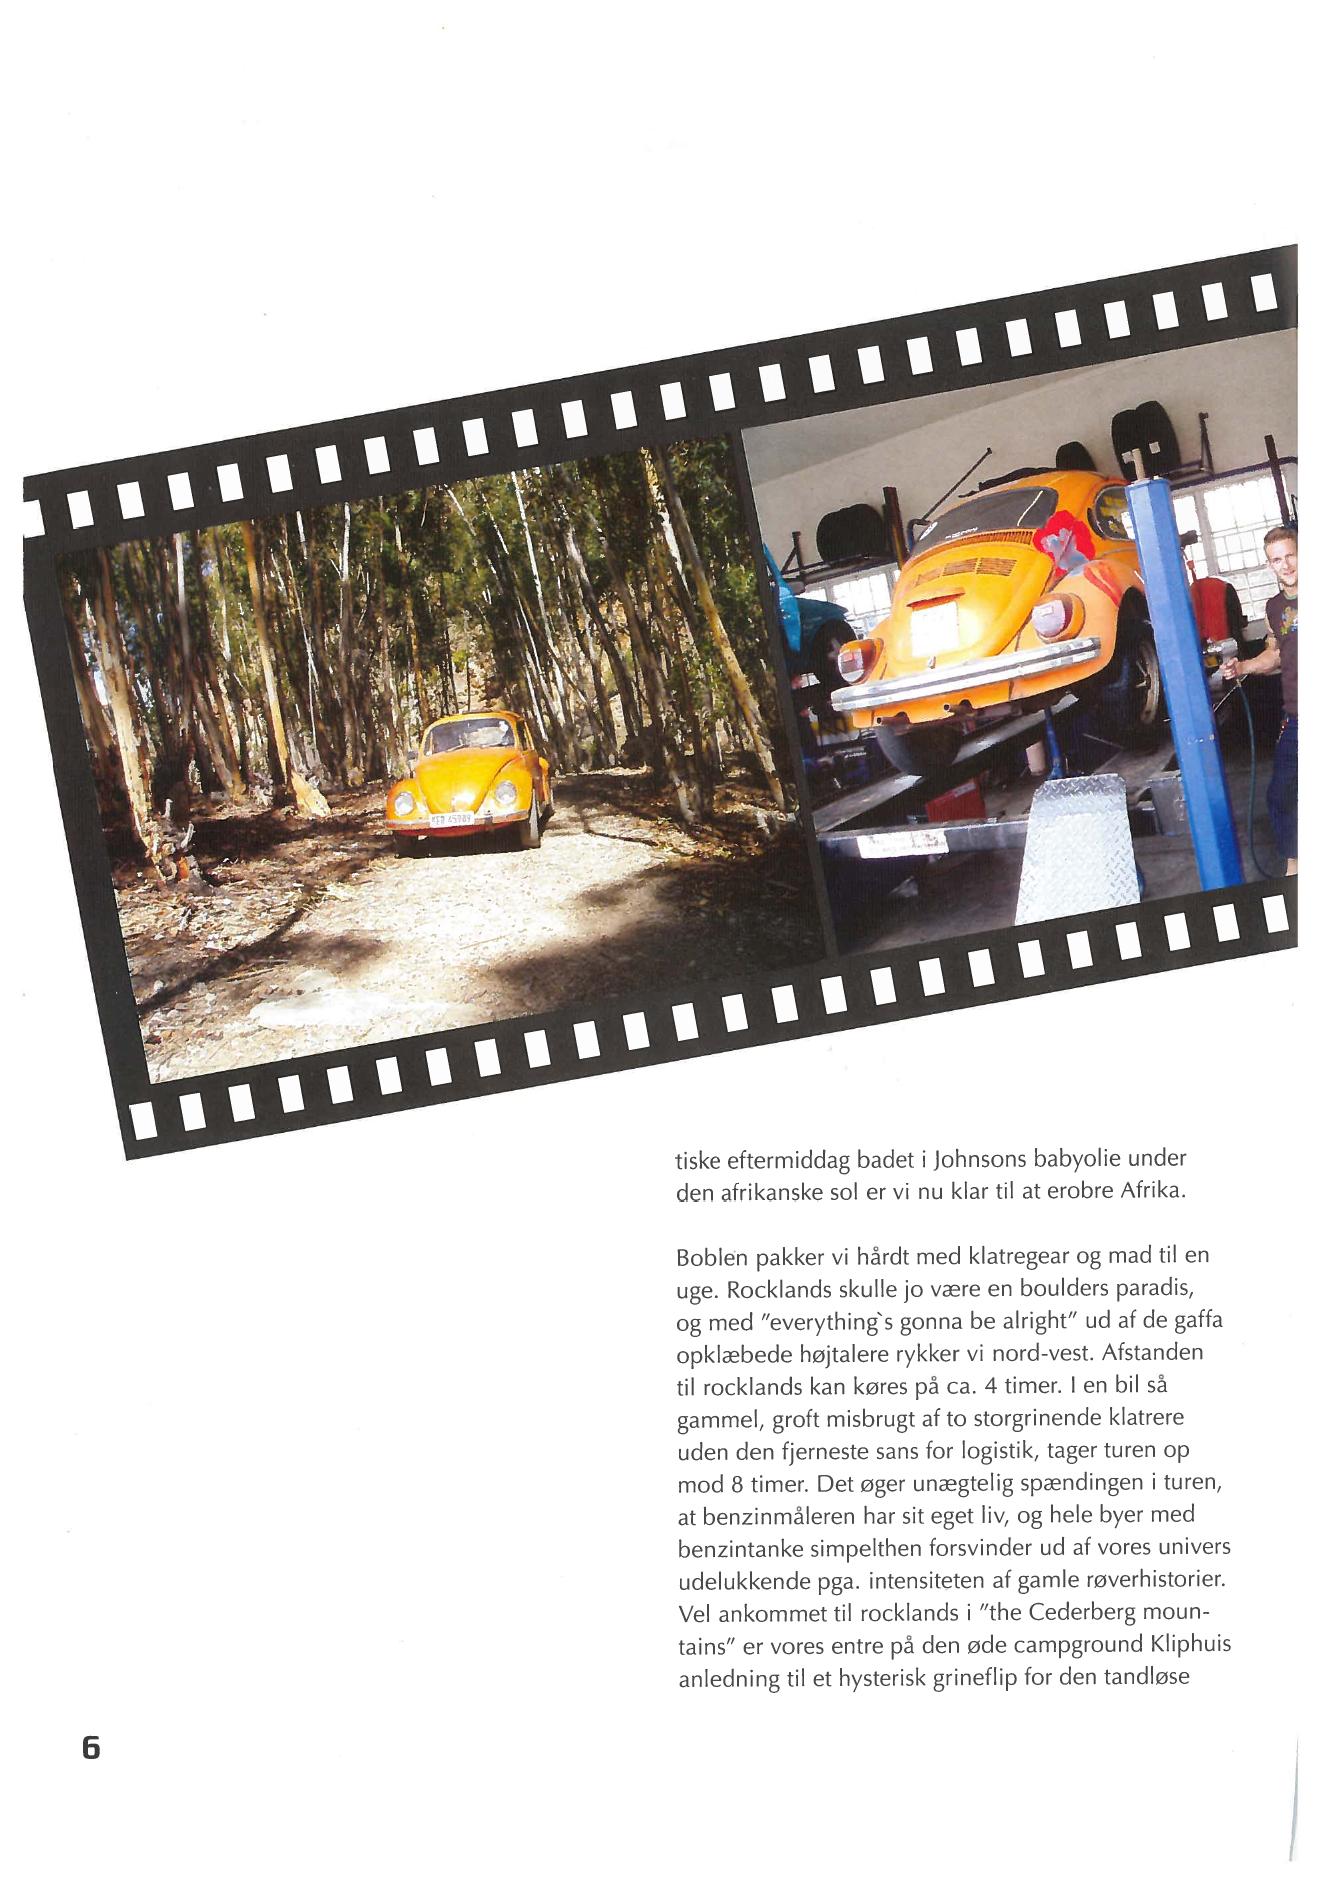 tiske eftermiddag badet i Johnsons babyolie under
den afrikanske sol er vi nu klar til at erobre Afrika.
Boblen pakker vi hårdt med klatregear og mad til en
uge. Rocklands skulle jo være en boulders paradis,
og med "everything`s gonna be alright" ud af de gaffa
opklæbede højtalere rykker vi nord-vest. Afstanden
til rocklands kan køres på ca. 4 timer. I en bil så
gammel, groft misbrugt af to storgrinende klatrere
uden den fjerneste sans for logistik, tager turen op
mod 8 timer. Det øger unægtelig spændingen i turen,
at benzinmåleren har sit eget liv, og hele byer med
benzintanke simpelthen forsvinder ud af vores univers
udelukkende pga. intensiteten af gamle røverhistorier.
Vel ankommet til rocklands i "the Cederberg moun-
tains" er vores entre på den øde campground Kliphuis
anledning til et hysterisk grineflip for den tandløse
6